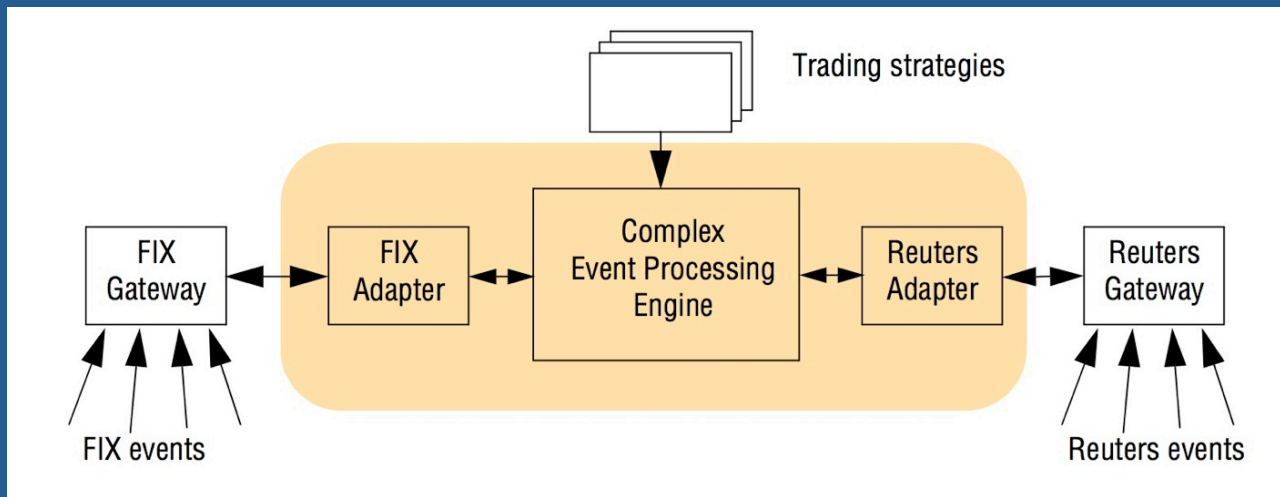 Trading strategies
FIX
Gateway
FIX
Adapter
Complex
Event Processing
Engine
Reuters
Adapter
Reuters
Gateway
FIX events
Reuters events